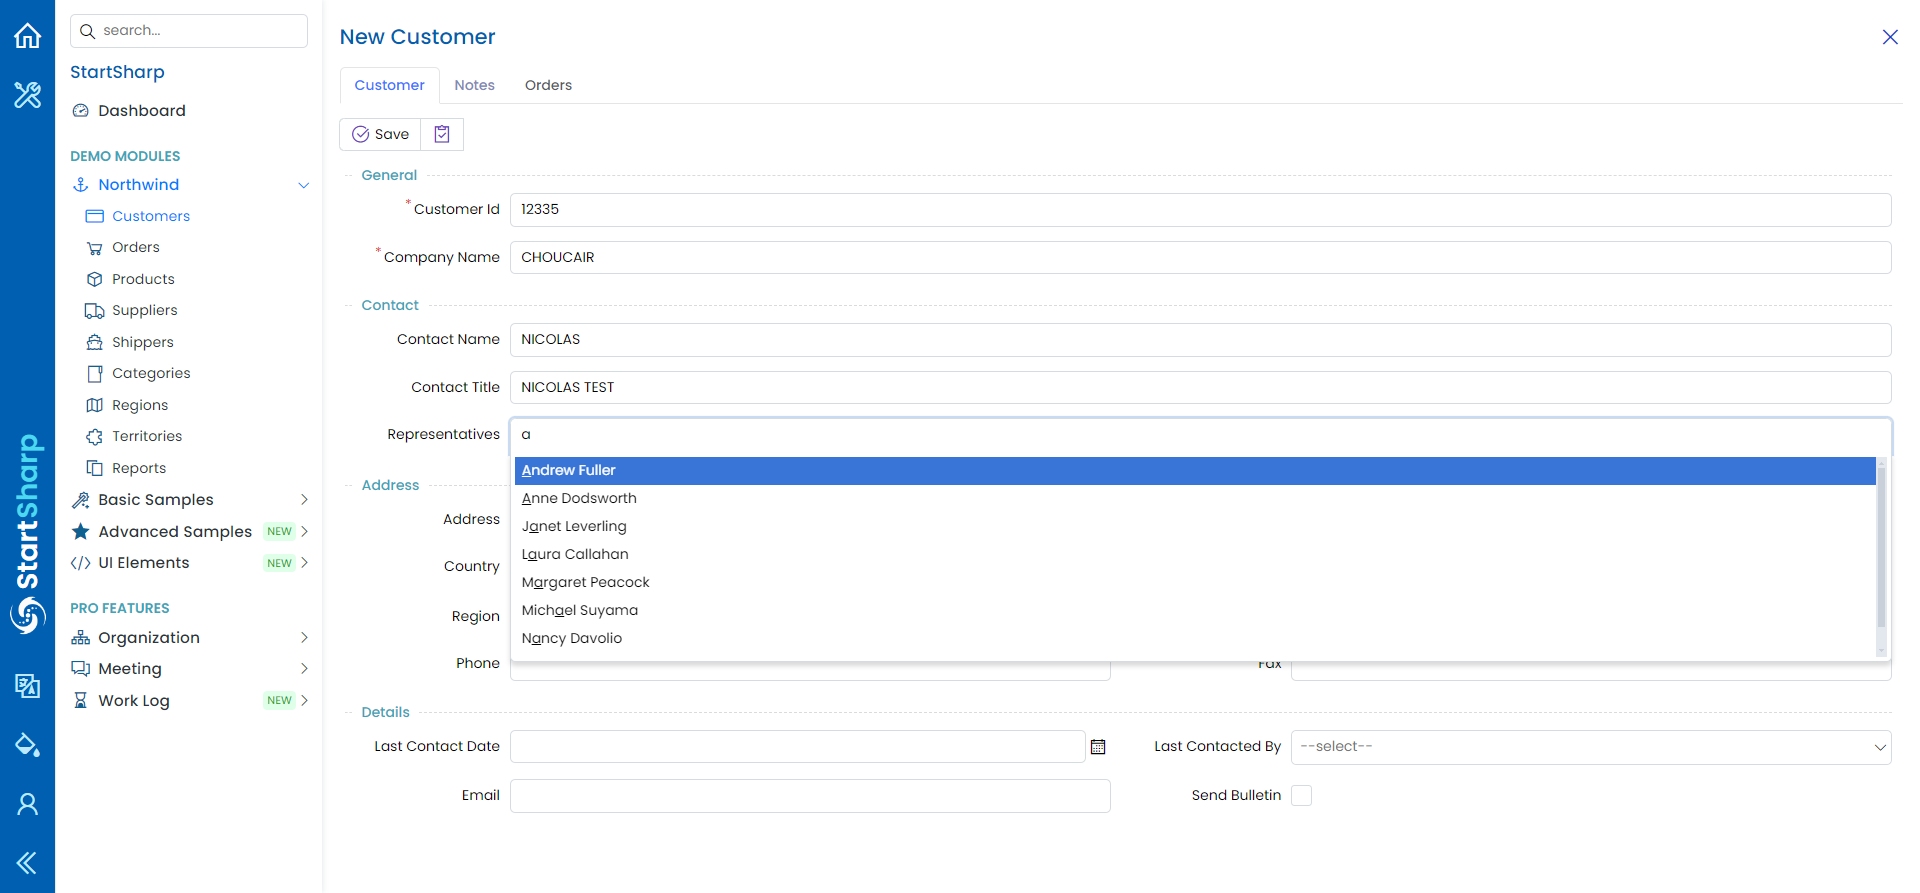 StartSharp
search...
StartSharp
Dashboard
DEMO MODULES
Northwind
Customers
Orders
Products
Suppliers
Shippers
Categories
Regions
Territories
Reports
Basic Samples
Advanced Samples NEW
UI Elements NEW
PRO FEATURES
Organization
Meeting
Work Log NEW
New Customer
Customer Notes Orders
Save
General
* Customer Id 12335
* Company Name CHOUCAIR
Contact
Contact Name NICOLAS
Contact Title NICOLAS TEST
Representatives a
Andrew Fuller
Anne Dodsworth
Janet Leverling
Laura Callahan
Margaret Peacock
Michael Suyama
Nancy Davolio
Address
Address
Country
Region
Phone Fax
Details
Last Contact Date Last Contacted By --select--
Email Send Bulletin